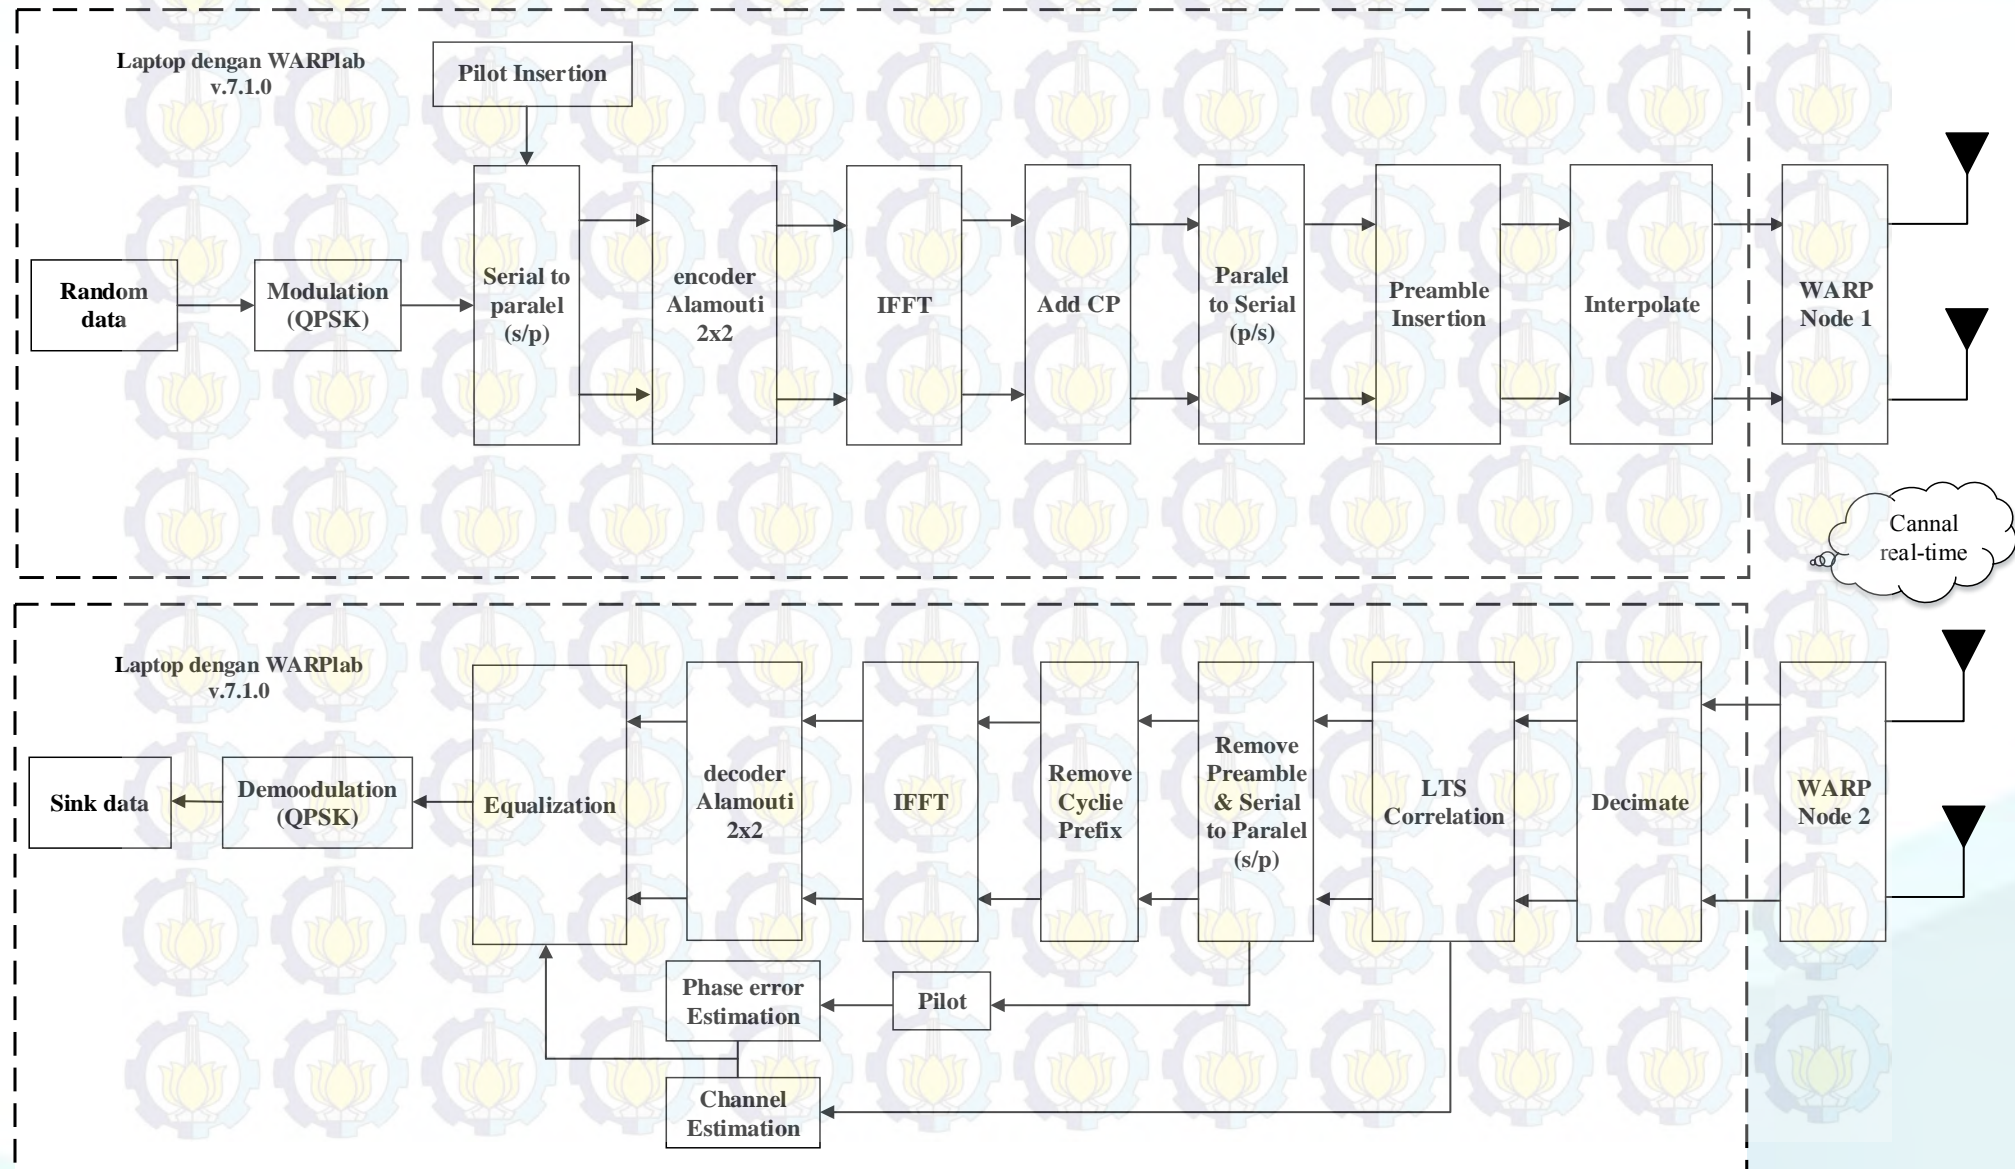 Laptop dengan WARPlab
v.7.1.0
Pilot Insertion
Random
data
Modulation
(QPSK)
Serial to
paralel
(s/p)
encoder
Alamouti
2x2
IFFT
Add CP
Paralel
to Serial
(p/s)
Preamble
Insertion
Interpolate
WARP
Node 1
Cannal
real-time
Laptop dengan WARPlab
v.7.1.0
Sink data
Demoodulation
(QPSK)
Equalization
decoder
Alamouti
2x2
IFFT
Remove
Cyclie
Prefix
Remove
Preamble
& Serial
to Paralel
(s/p)
LTS
Correlation
Decimate
WARP
Node 2
Phase error
Estimation
Pilot
Channel
Estimation